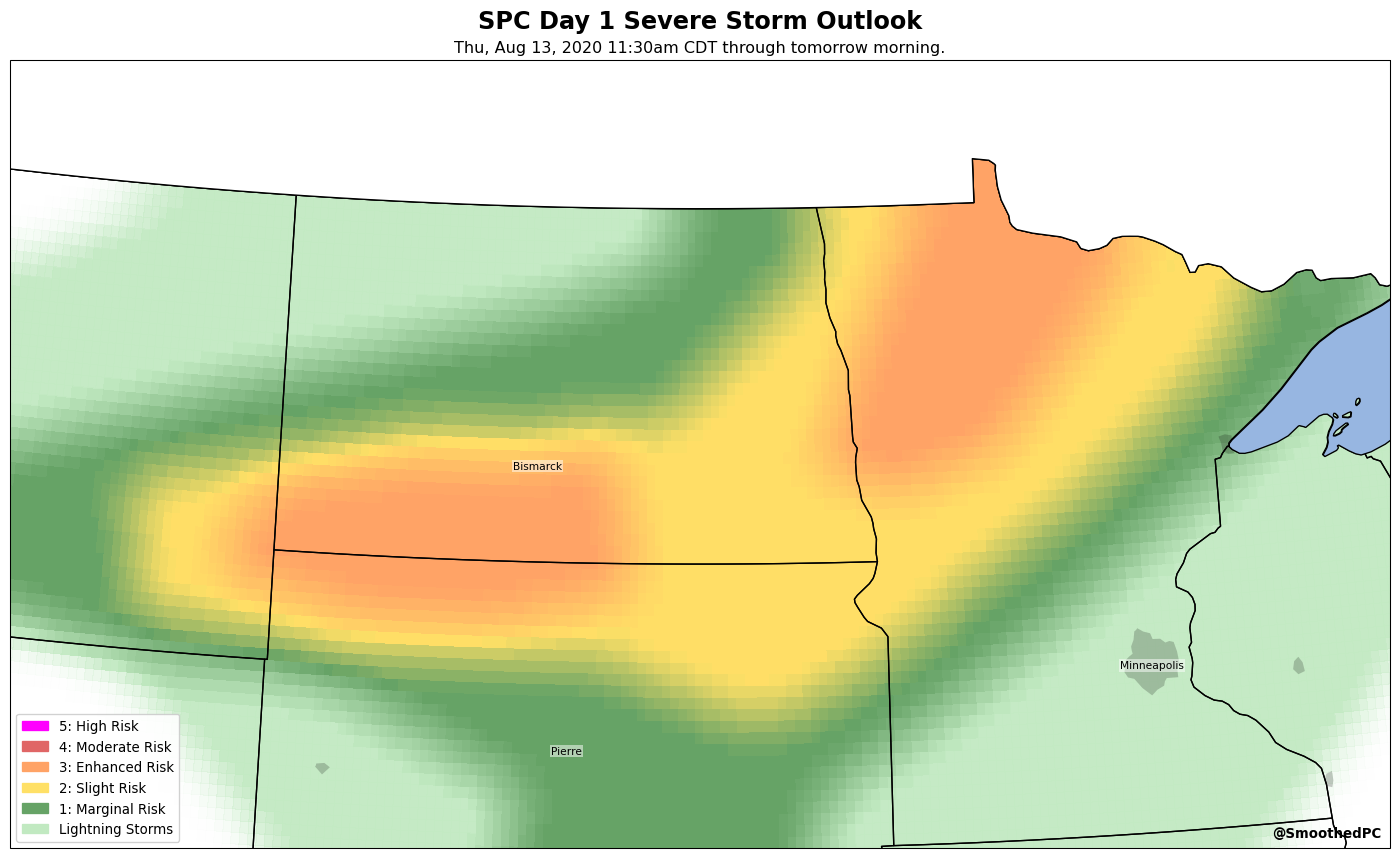 SPC Day 1 Severe Storm Outlook
Thu, Aug 13, 2020 11:30am CDT through tomorrow morning.
Bismarck
Minneapolis
Pierre
5: High Risk
4: Moderate Risk
3: Enhanced Risk
2: Slight Risk
1: Marginal Risk
Lightning Storms
@SmoothedPC